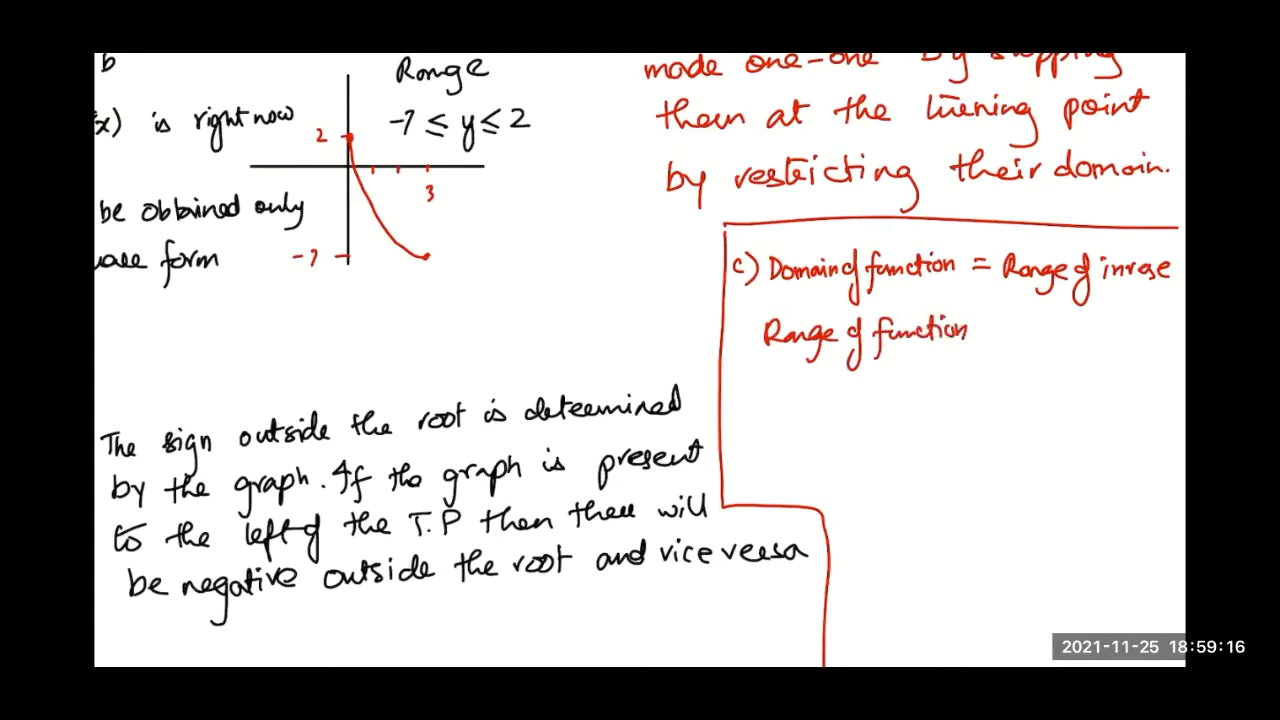 b
Range
(x) is right now
-7 ≤ y ≤ 2
2
3
be obtained only
form
-7
The sign outside the root is determined
by the graph. If the graph is present
to the left of the T.P then there will
be negative outside the root and vice versa
made one-one by stopping
them at the turning point
by restricting their domain.
c) Domain of function = Range of inverse
Range of function
2021-11-25 18:59:16